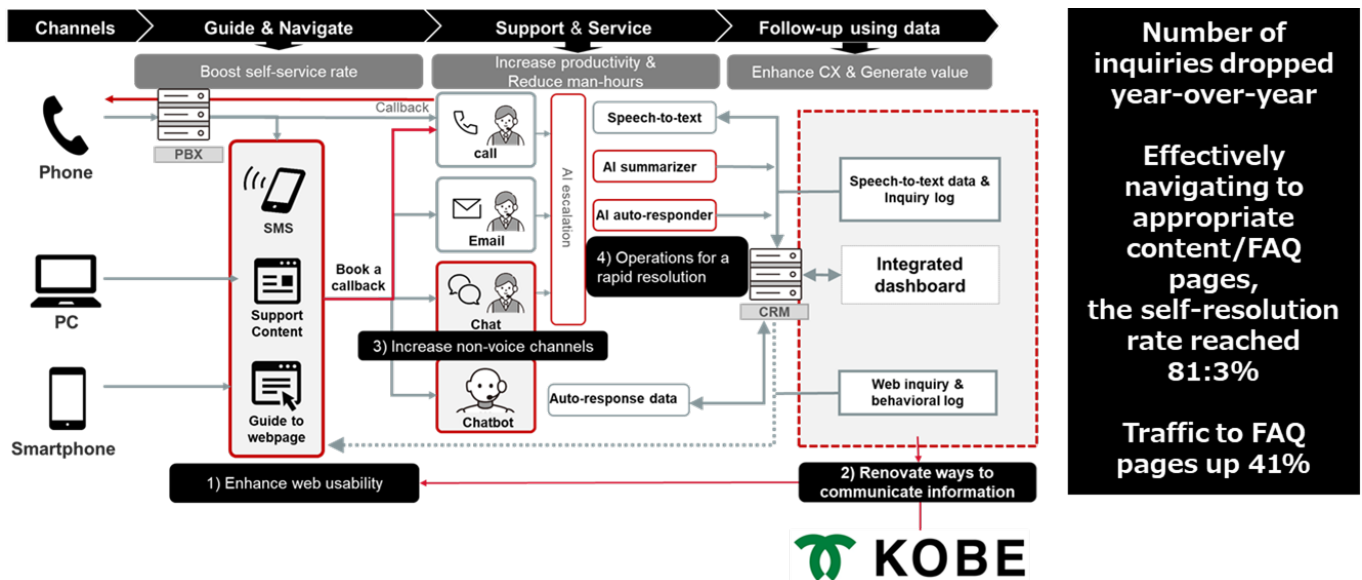 Channels
Guide & Navigate
Support & Service
Follow-up using data
Boost self-service rate
Increase productivity &
Reduce man-hours
Enhance CX & Generate value
Phone
PBX
Callback
call
SMS
Email
AI escalation
Speech-to-text
AI summarizer
AI auto-responder
Speech-to-text data &
Inquiry log
4) Operations for a
rapid resolution
PC
Support
Content
Book a
callback
Chat
CRM
Integrated
dashboard
3) Increase non-voice channels
Smartphone
Guide to
webpage
Chatbot
Auto-response data
Web inquiry &
behavioral log
1) Enhance web usability
2) Renovate ways to
communicate information
KOBE
Number of
inquiries dropped
year-over-year
Effectively
navigating to
appropriate
content/FAQ
pages,
the self-resolution
rate reached
81:3%
Traffic to FAQ
pages up 41%